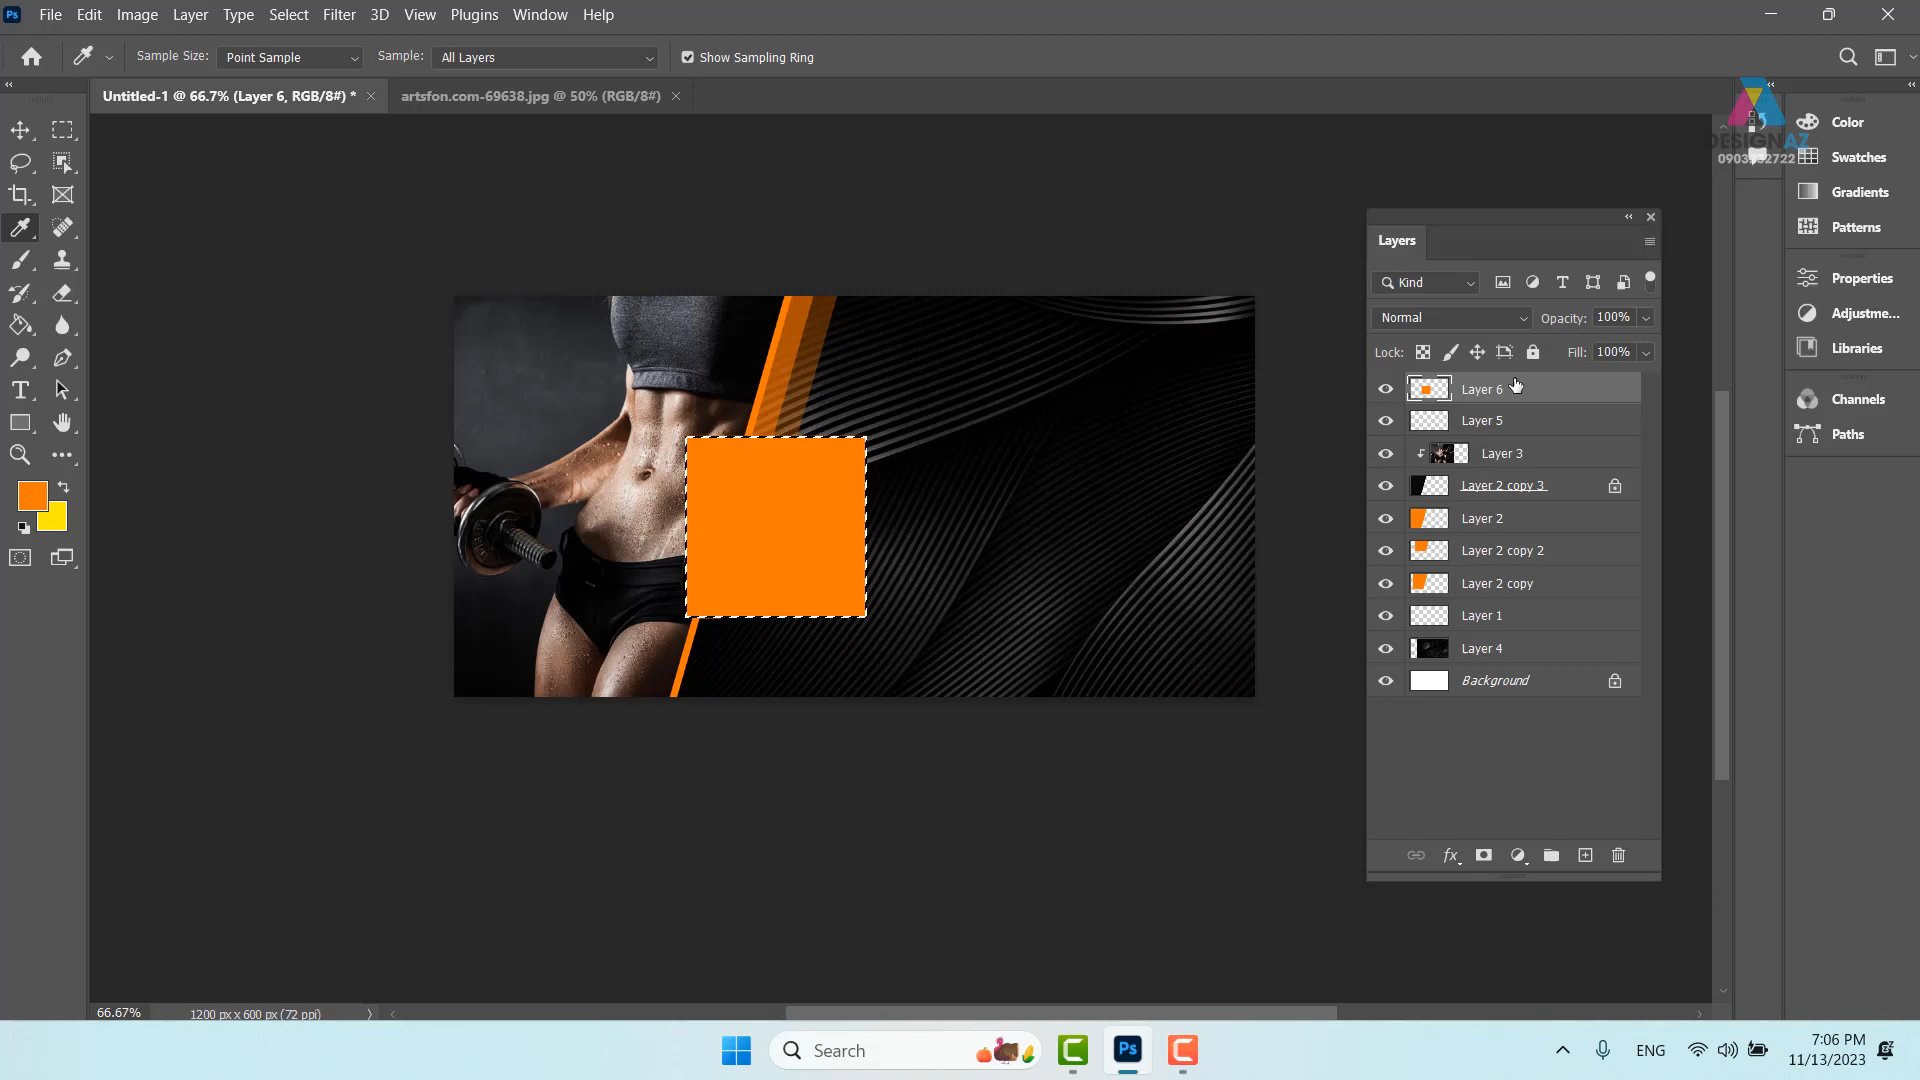 Ps File Edit Image Layer Type Select Filter 3D View Plugins Window Help
Sample Size: Point Sample Sample: All Layers Show Sampling Ring
Untitled-1 @ 66.7% (Layer 6, RGB/8#) * artsfon.com-69638.jpg @ 50% (RGB/8#)
DESIGNAZ
Color
Swatches
Gradients
Patterns
Properties
Adjustme...
Libraries
Channels
Paths
Layers
Kind
Normal Opacity: 100%
Lock: Fill: 100%
Layer 6
Layer 5
Layer 3
Layer 2 copy 3
Layer 2
Layer 2 copy 2
Layer 2 copy
Layer 1
Layer 4
Background
fx
66.67% 1200 px x 600 px (72 ppi)
Search
Ps
ENG
7:06 PM
11/13/2023